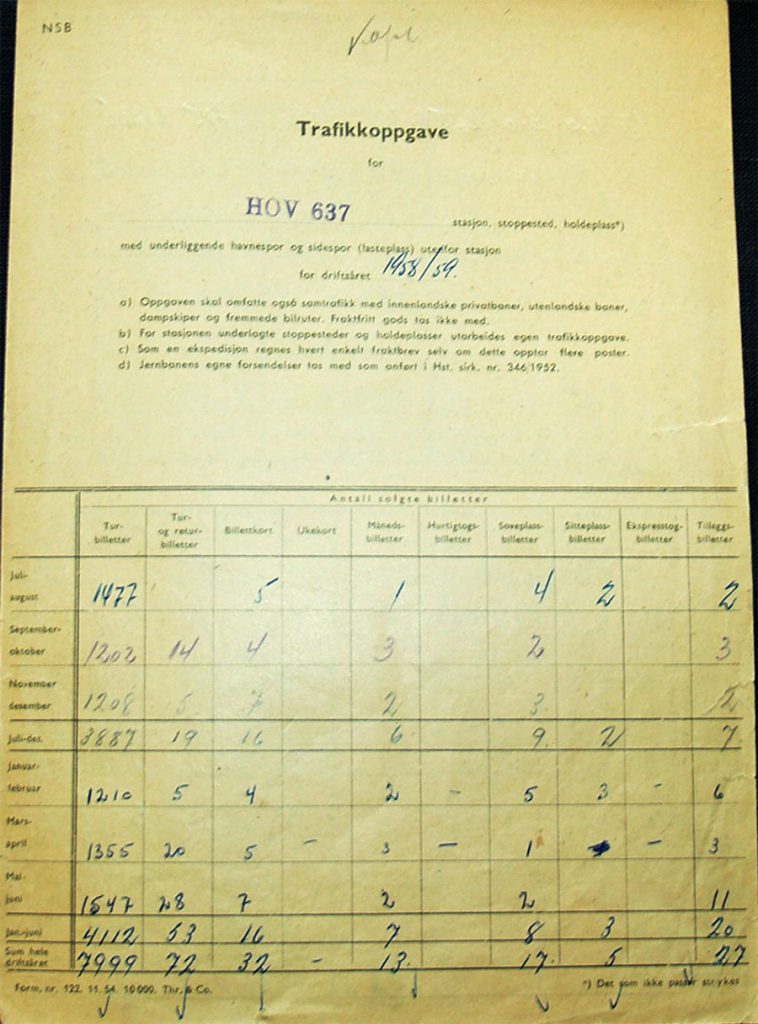 NSB
Trafikkoppgave
for
HOV 637 stasjon, stoppested, holdeplass*)
med underliggende havnespor og sidespor (lasteplass) utenfor stasjon
for driftsåret 1958/59.
a) Oppgaven skal omfatte også samtrafikk med innenlandske privatbaner, utenlandske baner,
dampskiper og fremmede bilruter. Fraktfritt gods tas ikke med.
b) For stasjonen underlagte stoppesteder og holdeplasser utarbeides egen trafikkoppgave.
c) Som en ekspedisjon regnes hvert enkelt fraktbrev selv om dette opptar flere poster.
d) Jernbanens egne forsendelser tas med som anført i Hst. sirk. nr. 346/1952.
Antall solgte billetter
Tur-billetter Tur- og retur-billetter Billettkort Ukekort Måneds-billetter Hurtigtogs-billetter Soveplass-billetter Sitteplass-billetter Ekspresstog-billetter Tilleggs-billetter
Juli-august 1477 5 1 4 2 2
September-oktober 1202 14 4 3 2 3
November desember 1208 5 7 2 3 2
Juli-des. 3887 19 16 6 9 2 7
Januar-februar 1210 5 4 2 - 5 3 - 6
Mars-april 1355 20 5 - 3 - 1 - 3
Mai-juni 1547 28 7 2 2 11
Jan.-juni 4112 53 16 7 8 3 20
Sum hele driftsåret 7999 72 32 - 13. 17. 5 27
Form. nr. 122. 11. 54. 10 000. Thr. & Co. *) Det som ikke passer strykes